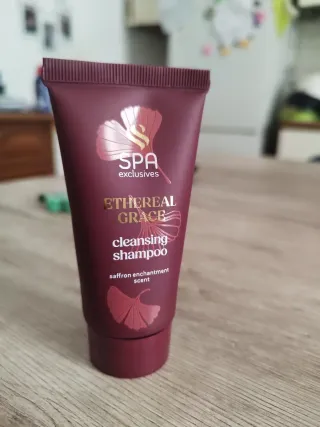 SPA
exclusives
ETHEREAL
GRACE
cleansing
shampoo
saffron enchantment
scent